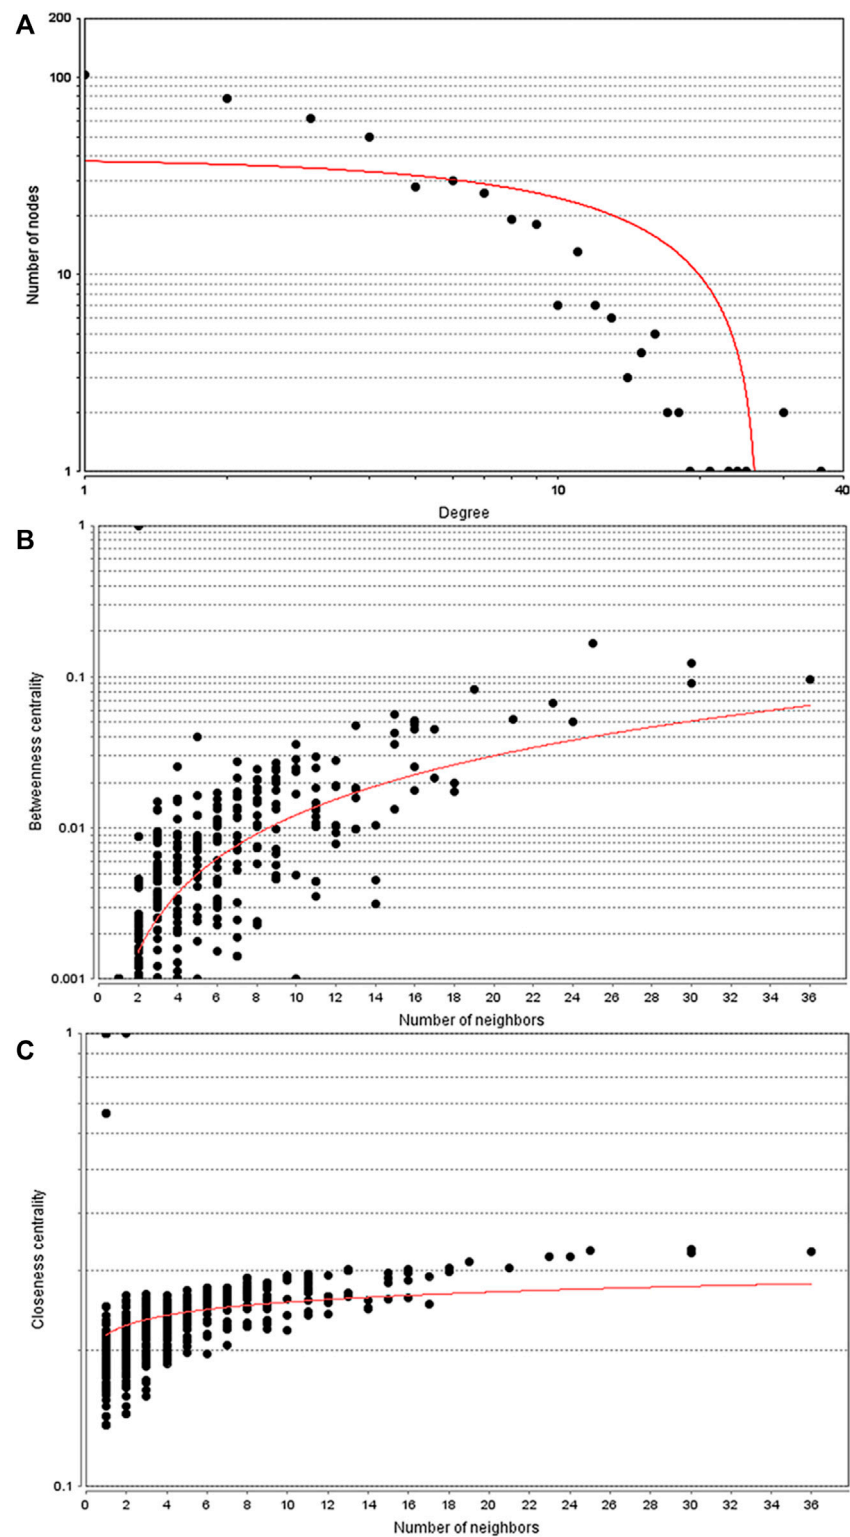 A
200
100
10
1
Number of nodes
1 10 40
Degree
B
1
0.1
0.01
0.001
Betweenness centrality
0 2 4 6 8 10 12 14 16 18 20 22 24 26 28 30 32 34 36
Number of neighbors
C
1
0.1
Closeness centrality
0 2 4 6 8 10 12 14 16 18 20 22 24 26 28 30 32 34 36
Number of neighbors